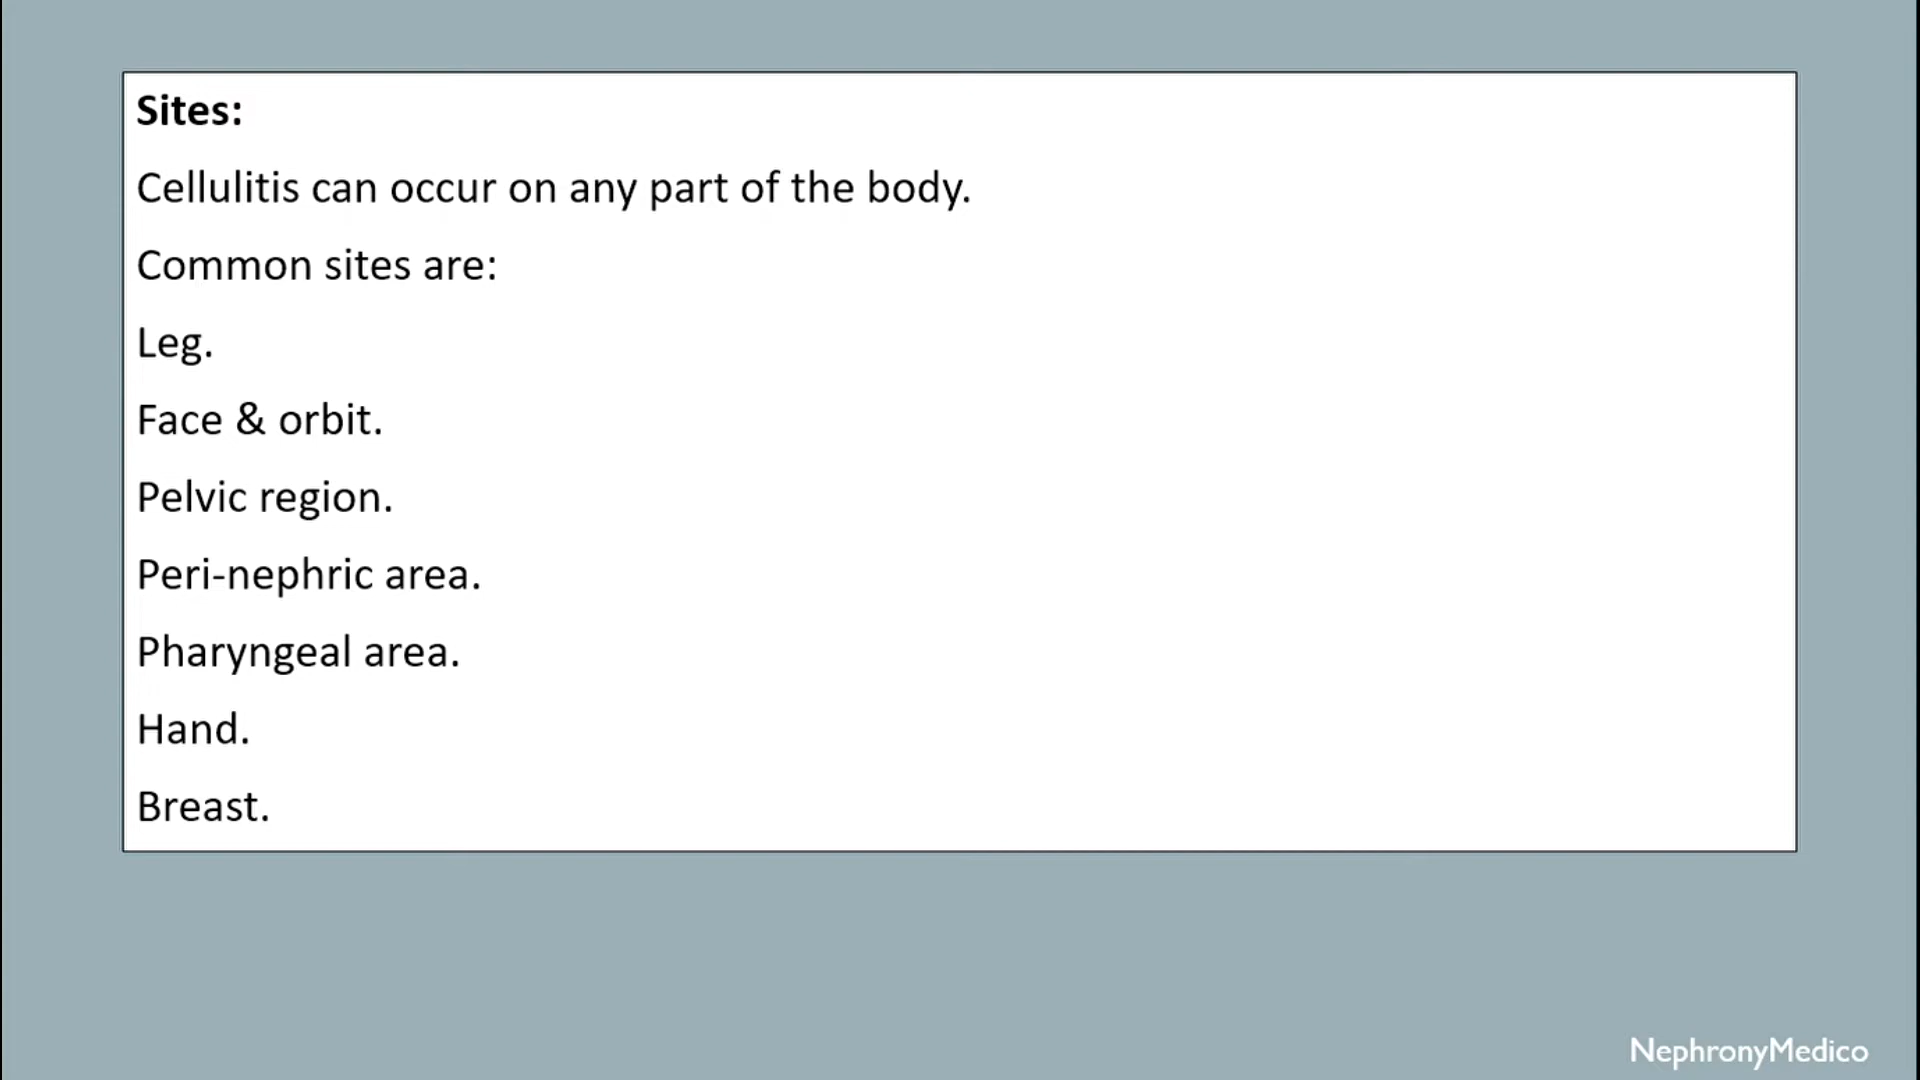 Sites:
Cellulitis can occur on any part of the body.
Common sites are:
Leg.
Face & orbit.
Pelvic region.
Peri-nephric area.
Pharyngeal area.
Hand.
Breast.
NephronyMedico